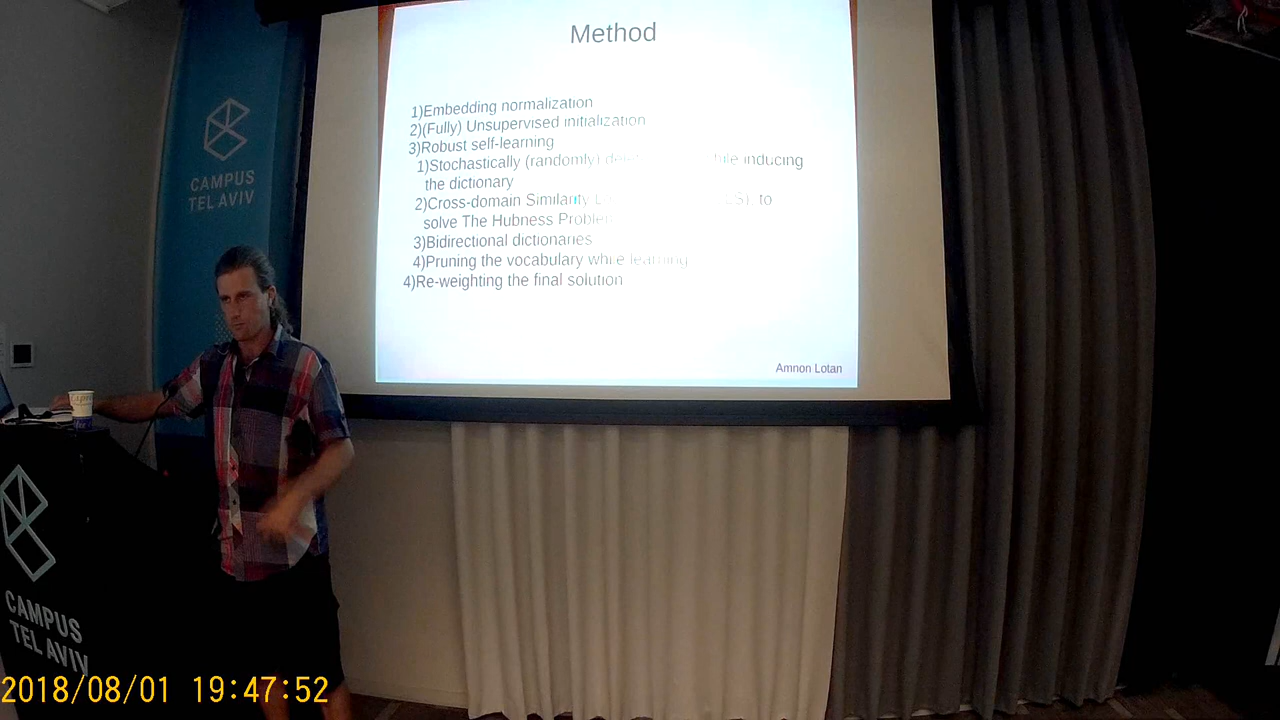 Method
1)Embedding normalization
2)(Fully) Unsupervised initialization
3)Robust self-learning
1)Stochastically (randomly) inducing
the dictionary
2)Cross-domain Similarity to
solve The Hubness Problem
3)Bidirectional dictionaries
4)Pruning the vocabulary while learning
4)Re-weighting the final solution
Amnon Lotan
CAMPUS
TEL AVIV
CAMPUS
TEL AVIV
2018/08/01 19:47:52